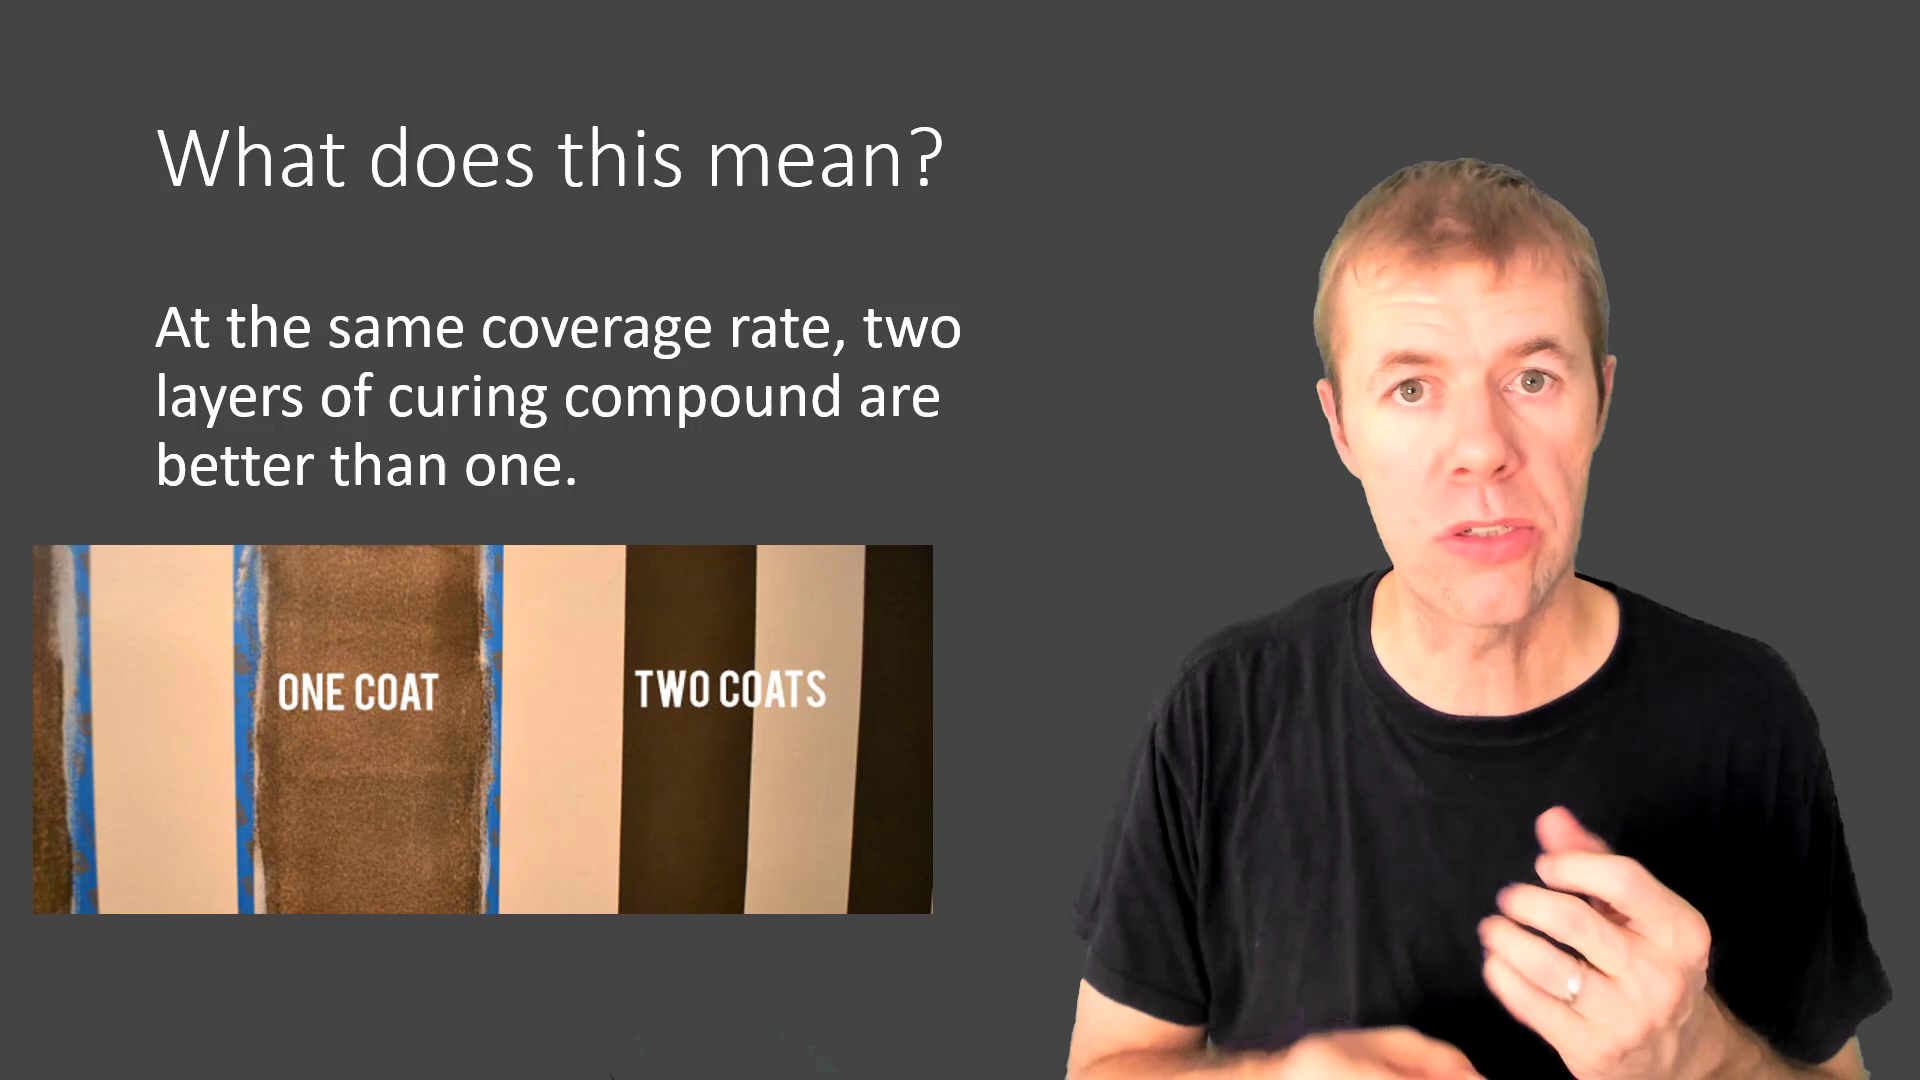 What does this mean?
At the same coverage rate, two
layers of curing compound are
better than one.
ONE COAT
TWO COATS